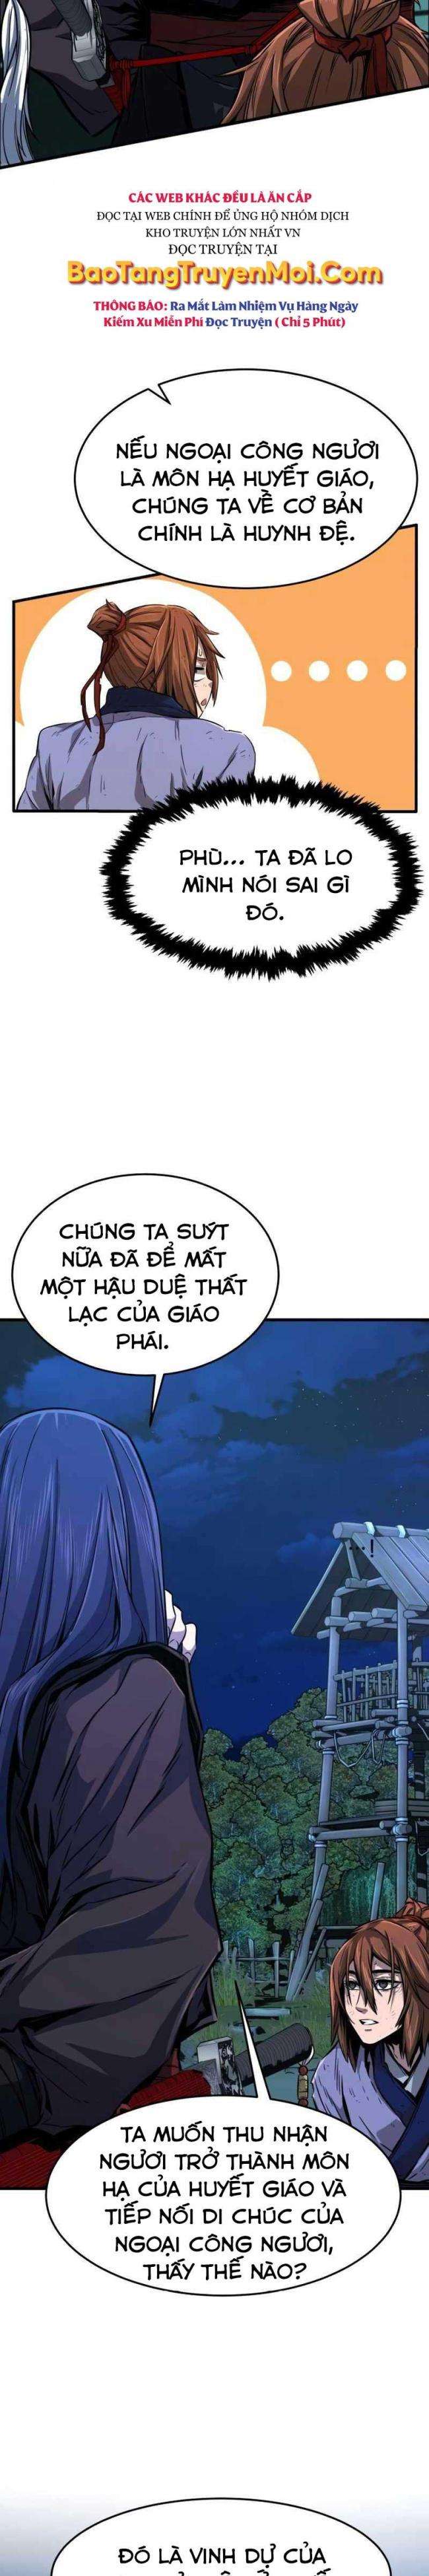 CÁC WEB KHÁC ĐỀU LÀ ĂN CẮP
ĐỌC TẠI WEB CHÍNH ĐỂ ỦNG HỘ NHÓM DỊCH
KHO TRUYỆN LỚN NHẤT VN
ĐỌC TRUYỆN TẠI
BaoTangTruyenMoi.Com
THÔNG BÁO: Ra Mắt Làm Nhiệm Vụ Hàng Ngày
Kiếm Xu Miễn Phí Đọc Truyện ( Chỉ 5 Phút)
NẾU NGOẠI CÔNG NGƯƠI
LÀ MÔN HẠ HUYẾT GIÁO,
CHÚNG TA VỀ CƠ BẢN
CHÍNH LÀ HUYNH ĐỆ.
PHÙ... TA ĐÃ LO
MÌNH NÓI SAI GÌ
ĐÓ.
CHÚNG TA SUÝT
NỮA ĐÃ ĐỂ MẤT
MỘT HẬU DUỆ THẤT
LẠC CỦA GIÁO
PHÁI.
...!
TA MUỐN THU NHẬN
NGƯƠI TRỞ THÀNH MÔN
HẠ CỦA HUYẾT GIÁO VÀ
TIẾP NỐI DI CHÚC CỦA
NGOẠI CÔNG NGƯƠI,
THẤY THẾ NÀO?
ĐÓ LÀ VINH DỰ CỦA